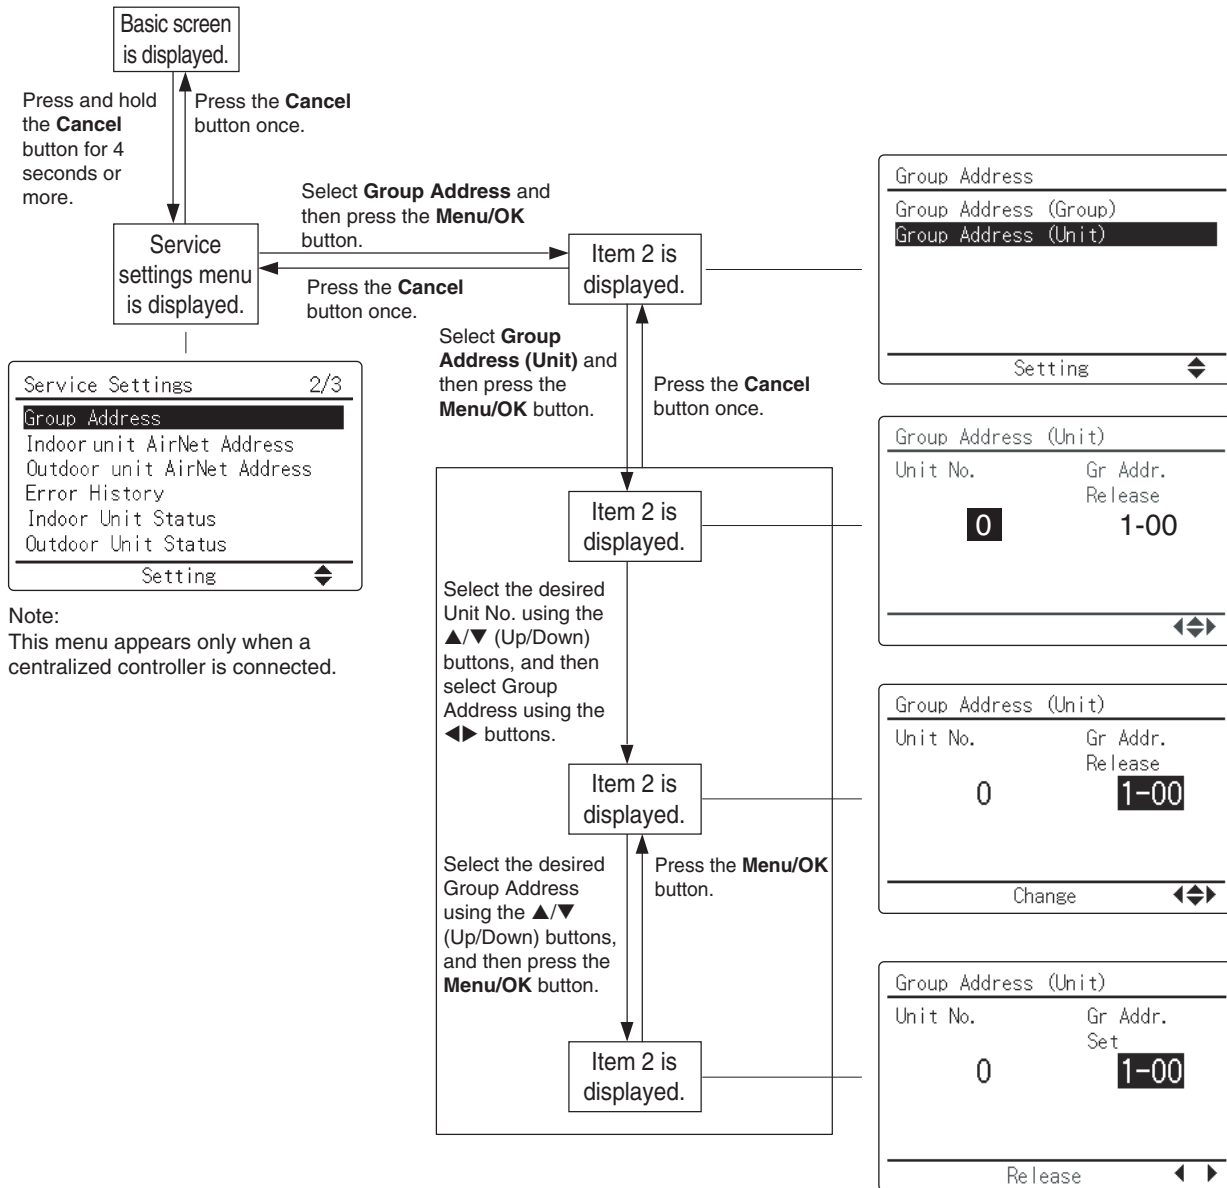 Basic screen
is displayed.
Press and hold
the Cancel
button for 4
seconds or
more.
Press the Cancel
button once.
Service
settings menu
is displayed.
Select Group Address and
then press the Menu/OK
button.
Press the Cancel
button once.
Item 2 is
displayed.
Group Address
Group Address (Group)
Group Address (Unit)
Setting
Service Settings 2/3
Group Address
Indoor unit AirNet Address
Outdoor unit AirNet Address
Error History
Indoor Unit Status
Outdoor Unit Status
Setting
Note:
This menu appears only when a
centralized controller is connected.
Select Group
Address (Unit) and
then press the
Menu/OK button.
Press the Cancel
button once.
Item 2 is
displayed.
Group Address (Unit)
Unit No. Gr Addr.
Release
0 1-00
Select the desired
Unit No. using the
▲/▼ (Up/Down)
buttons, and then
select Group
Address using the
◀▶ buttons.
Item 2 is
displayed.
Group Address (Unit)
Unit No. Gr Addr.
Release
0 1-00
Change
Select the desired
Group Address
using the ▲/▼
(Up/Down) buttons,
and then press the
Menu/OK button.
Press the Menu/OK
button.
Item 2 is
displayed.
Group Address (Unit)
Unit No. Gr Addr.
Set
0 1-00
Release